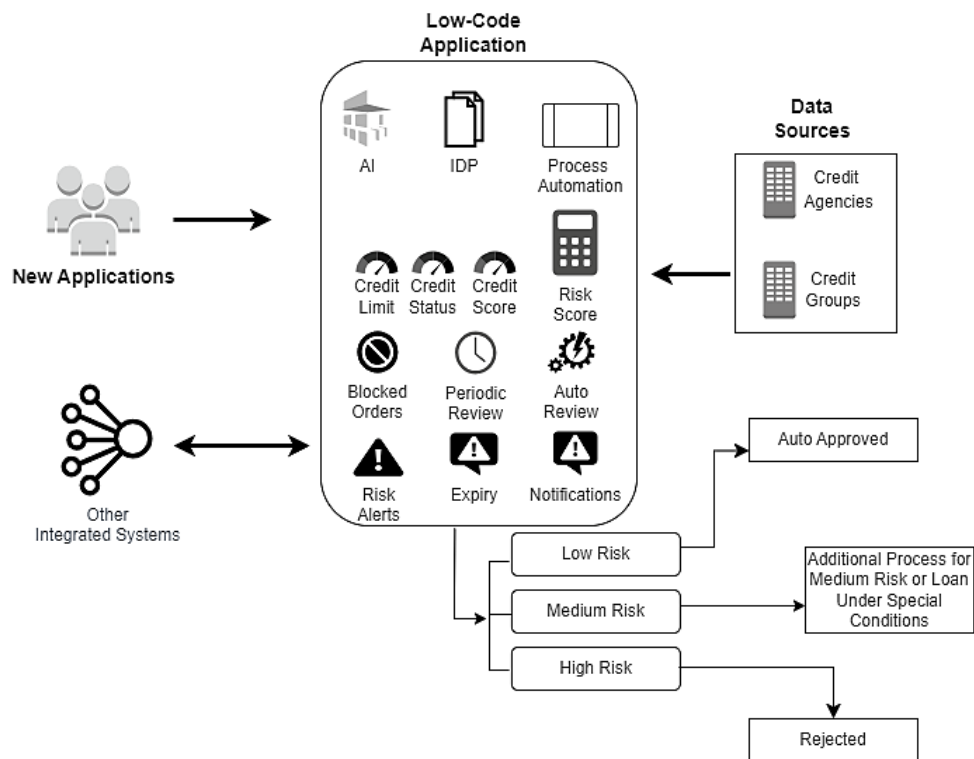 Low-Code
Application
AI
IDP
Process
Automation
Data
Sources
Credit
Agencies
Credit
Groups
New Applications
Credit
Limit
Credit
Status
Credit
Score
Risk
Score
Blocked
Orders
Periodic
Review
Auto
Review
Risk
Alerts
Expiry
Notifications
Other
Integrated Systems
Auto Approved
Low Risk
Medium Risk
High Risk
Additional Process for
Medium Risk or Loan
Under Special
Conditions
Rejected